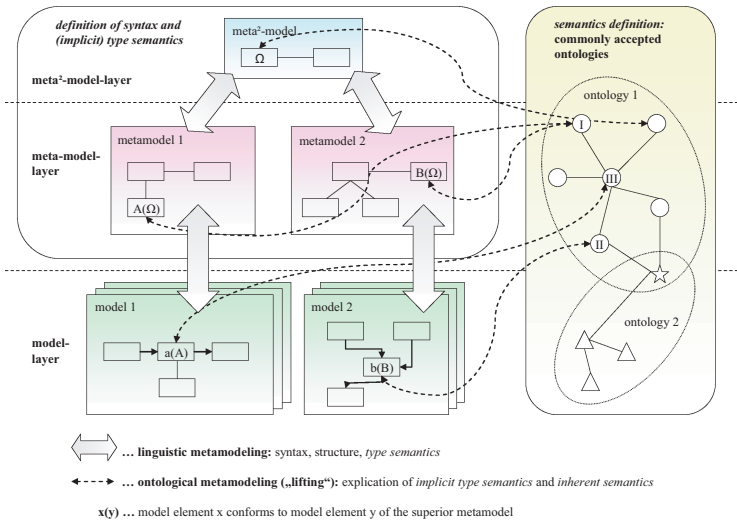 definition of syntax and
(implicit) type semantics
meta²-model
Ω
meta²-model-layer
semantics definition:
commonly accepted
ontologies
ontology 1
I
III
II
ontology 2
meta-model-
layer
metamodel 1
A(Ω)
metamodel 2
B(Ω)
model-
layer
model 1
a(A)
model 2
b(B)
... linguistic metamodeling: syntax, structure, type semantics
... ontological metamodeling („lifting“): explication of implicit type semantics and inherent semantics
x(y) ... model element x conforms to model element y of the superior metamodel